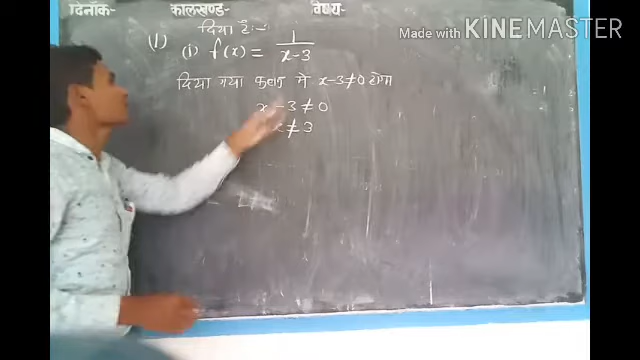 दिनाँक- कालखण्ड- विषय-
Made with KINEMASTER
दिया है:-
(1) (i) f(x) = 1/(x-3)
दिया गया फलन में x-3≠0 होगा
x-3≠0
x≠3